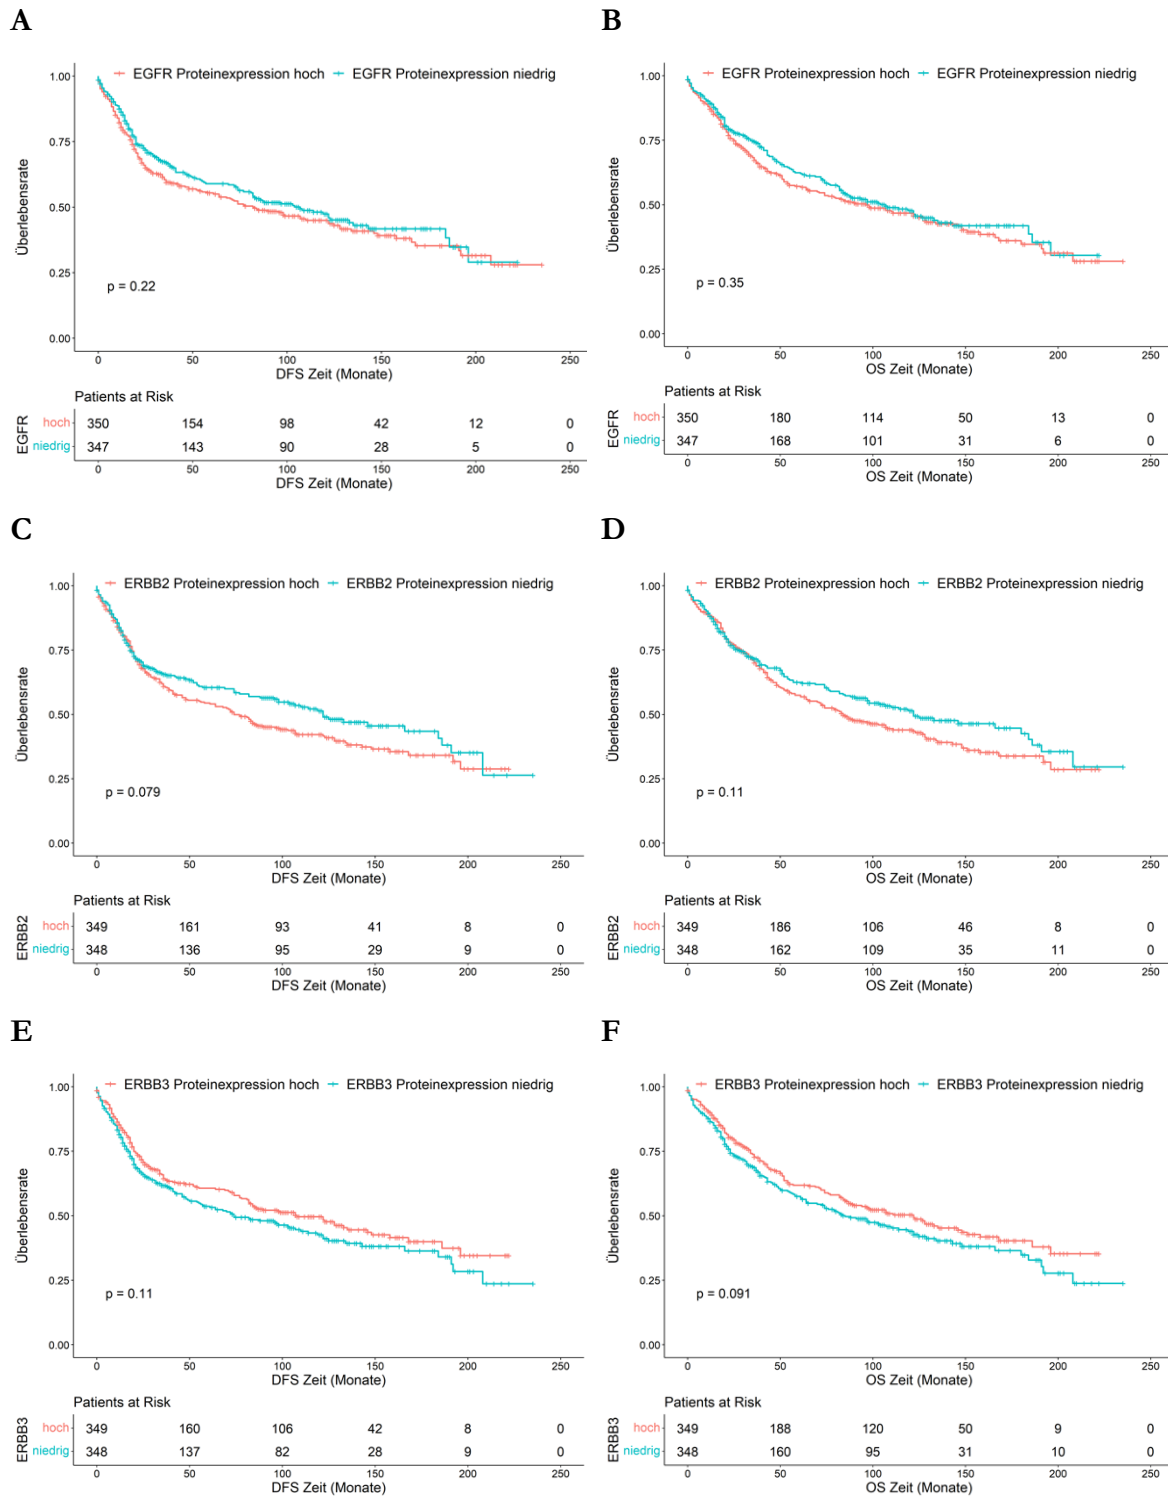 A
EGFR Proteinexpression hoch EGFR Proteinexpression niedrig
1.00
0.75
0.50
0.25
0.00
Überlebensrate
p = 0.22
0 50 100 150 200 250
DFS Zeit (Monate)
Patients at Risk
EGFR
hoch 350 154 98 42 12 0
niedrig 347 143 90 28 5 0
0 50 100 150 200 250
DFS Zeit (Monate)
B
EGFR Proteinexpression hoch EGFR Proteinexpression niedrig
1.00
0.75
0.50
0.25
0.00
Überlebensrate
p = 0.35
0 50 100 150 200 250
OS Zeit (Monate)
Patients at Risk
EGFR
hoch 350 180 114 50 13 0
niedrig 347 168 101 31 6 0
0 50 100 150 200 250
OS Zeit (Monate)
C
ERBB2 Proteinexpression hoch ERBB2 Proteinexpression niedrig
1.00
0.75
0.50
0.25
0.00
Überlebensrate
p = 0.079
0 50 100 150 200 250
DFS Zeit (Monate)
Patients at Risk
ERBB2
hoch 349 161 93 41 8 0
niedrig 348 136 95 29 9 0
0 50 100 150 200 250
DFS Zeit (Monate)
D
ERBB2 Proteinexpression hoch ERBB2 Proteinexpression niedrig
1.00
0.75
0.50
0.25
0.00
Überlebensrate
p = 0.11
0 50 100 150 200 250
OS Zeit (Monate)
Patients at Risk
ERBB2
hoch 349 186 106 46 8 0
niedrig 348 162 109 35 11 0
0 50 100 150 200 250
OS Zeit (Monate)
E
ERBB3 Proteinexpression hoch ERBB3 Proteinexpression niedrig
1.00
0.75
0.50
0.25
0.00
Überlebensrate
p = 0.11
0 50 100 150 200 250
DFS Zeit (Monate)
Patients at Risk
ERBB3
hoch 349 160 106 42 8 0
niedrig 348 137 82 28 9 0
0 50 100 150 200 250
DFS Zeit (Monate)
F
ERBB3 Proteinexpression hoch ERBB3 Proteinexpression niedrig
1.00
0.75
0.50
0.25
0.00
Überlebensrate
p = 0.091
0 50 100 150 200 250
OS Zeit (Monate)
Patients at Risk
ERBB3
hoch 349 188 120 50 9 0
niedrig 348 160 95 31 10 0
0 50 100 150 200 250
OS Zeit (Monate)